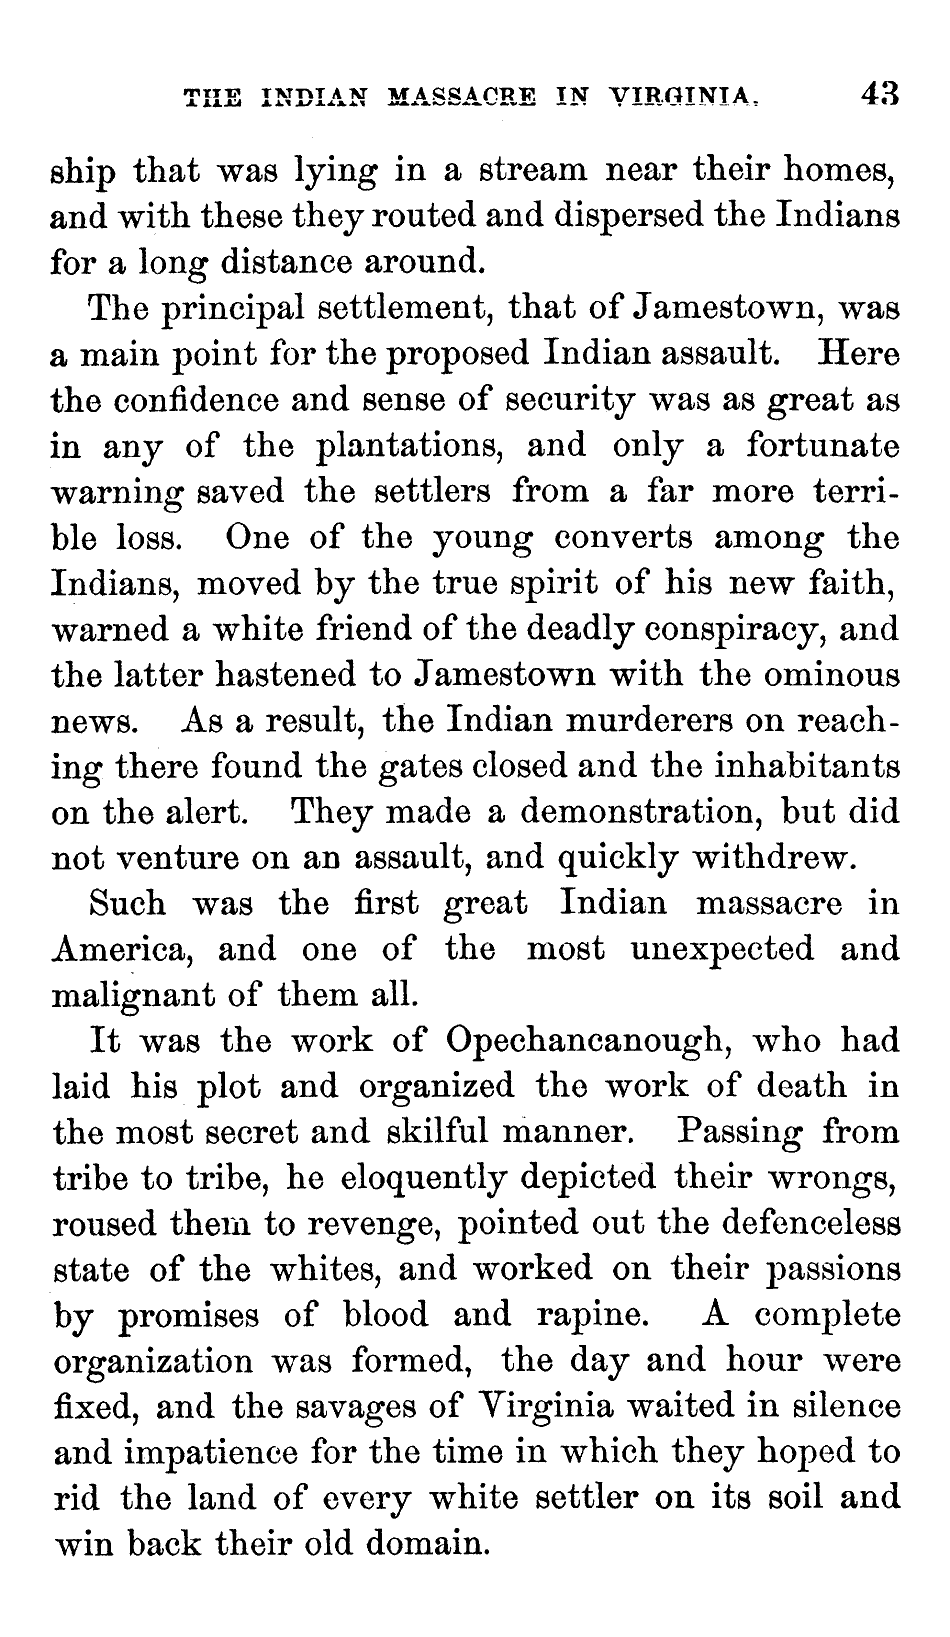 THE INDIAN MASSACRE IN VIRGINIA. 43
ship that was lying in a stream near their homes,
and with these they routed and dispersed the Indians
for a long distance around.
The principal settlement, that of Jamestown, was
a main point for the proposed Indian assault. Here
the confidence and sense of security was as great as
in any of the plantations, and only a fortunate
warning saved the settlers from a far more terri-
ble loss. One of the young converts among the
Indians, moved by the true spirit of his new faith,
warned a white friend of the deadly conspiracy, and
the latter hastened to Jamestown with the ominous
news. As a result, the Indian murderers on reach-
ing there found the gates closed and the inhabitants
on the alert. They made a demonstration, but did
not venture on an assault, and quickly withdrew.
Such was the first great Indian massacre in
America, and one of the most unexpected and
malignant of them all.
It was the work of Opechancanough, who had
laid his plot and organized the work of death in
the most secret and skilful manner. Passing from
tribe to tribe, he eloquently depicted their wrongs,
roused them to revenge, pointed out the defenceless
state of the whites, and worked on their passions
by promises of blood and rapine. A complete
organization was formed, the day and hour were
fixed, and the savages of Virginia waited in silence
and impatience for the time in which they hoped to
rid the land of every white settler on its soil and
win back their old domain.